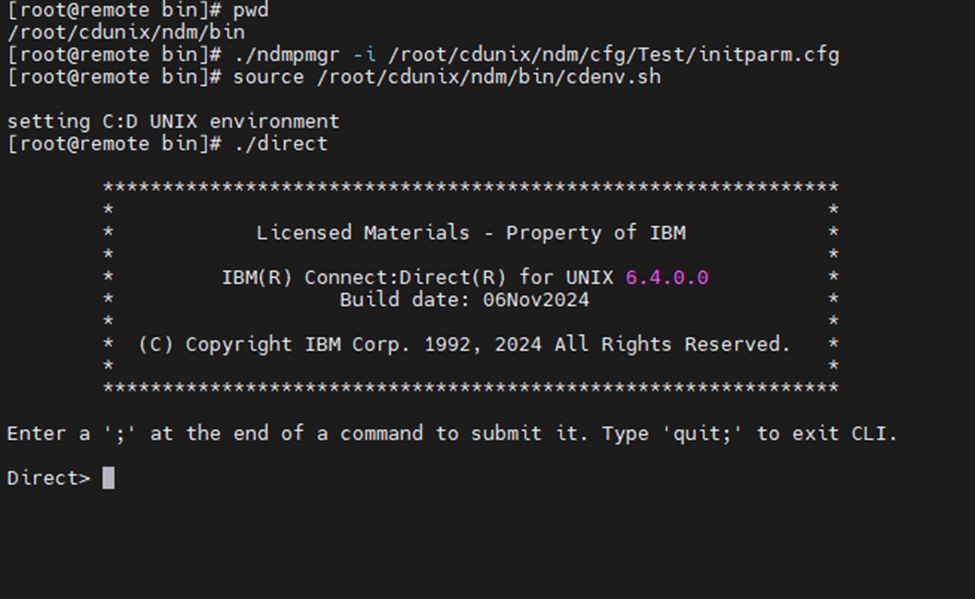 [root@remote bin]# pwd
/root/cdunix/ndm/bin
[root@remote bin]# ./ndmpmgr -i /root/cdunix/ndm/cfg/Test/initparm.cfg
[root@remote bin]# source /root/cdunix/ndm/bin/cdenv.sh
setting C:D UNIX environment
[root@remote bin]# ./direct
**************************************************************
* *
* Licensed Materials - Property of IBM *
* *
* IBM(R) Connect:Direct(R) for UNIX 6.4.0.0 *
* Build date: 06Nov2024 *
* *
* (C) Copyright IBM Corp. 1992, 2024 All Rights Reserved. *
* *
**************************************************************
Enter a ';' at the end of a command to submit it. Type 'quit;' to exit CLI.
Direct>